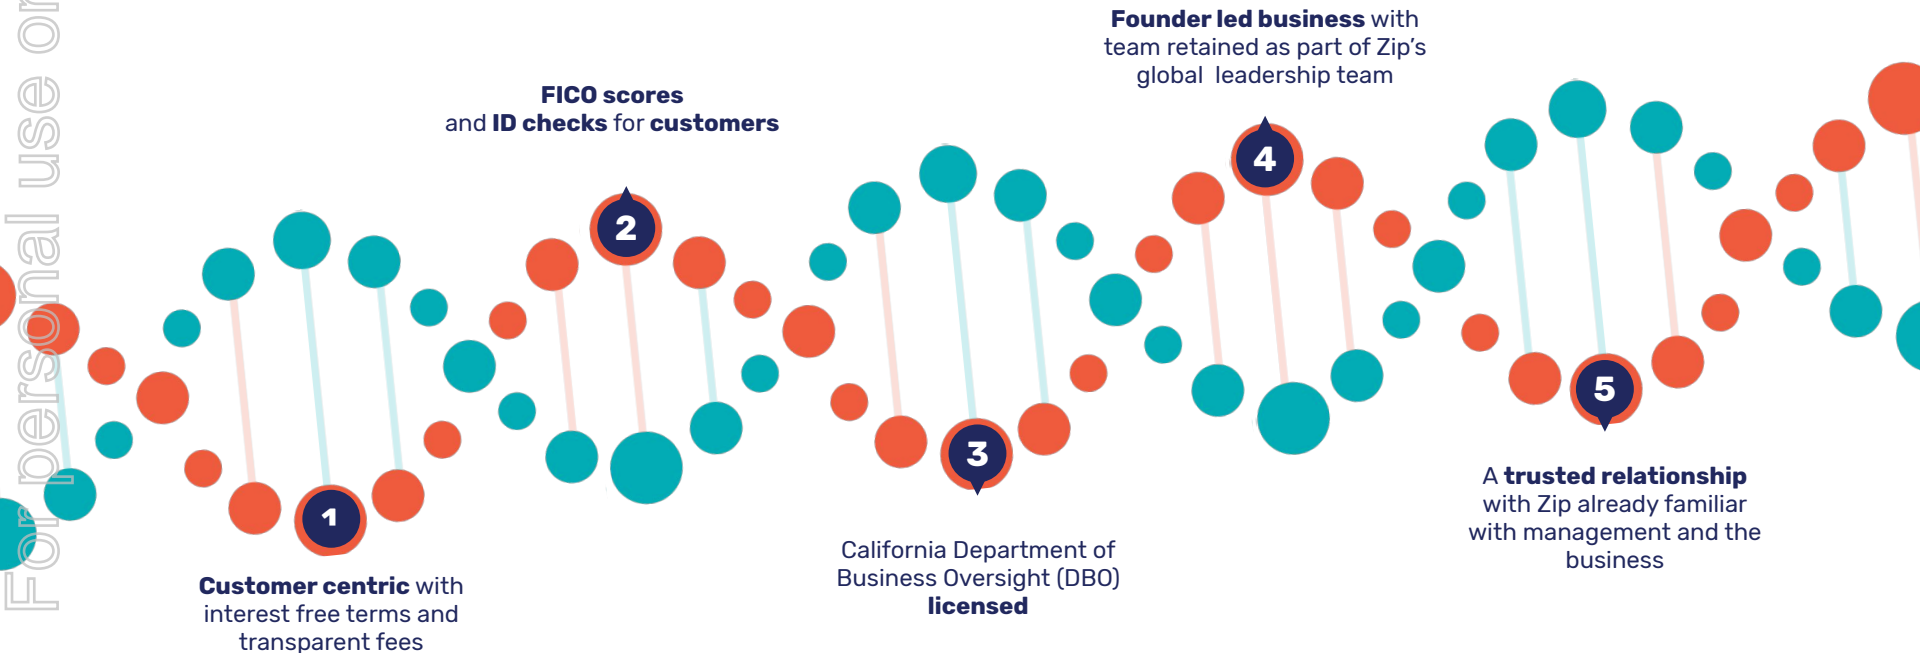 For personal use on
1
Customer centric with
interest free terms and
transparent fees
FICO scores
and ID checks for customers
2
3
California Department of
Business Oversight (DBO)
licensed
Founder led business with
team retained as part of Zip's
global leadership team
4
5
A trusted relationship
with Zip already familiar
with management and the
business